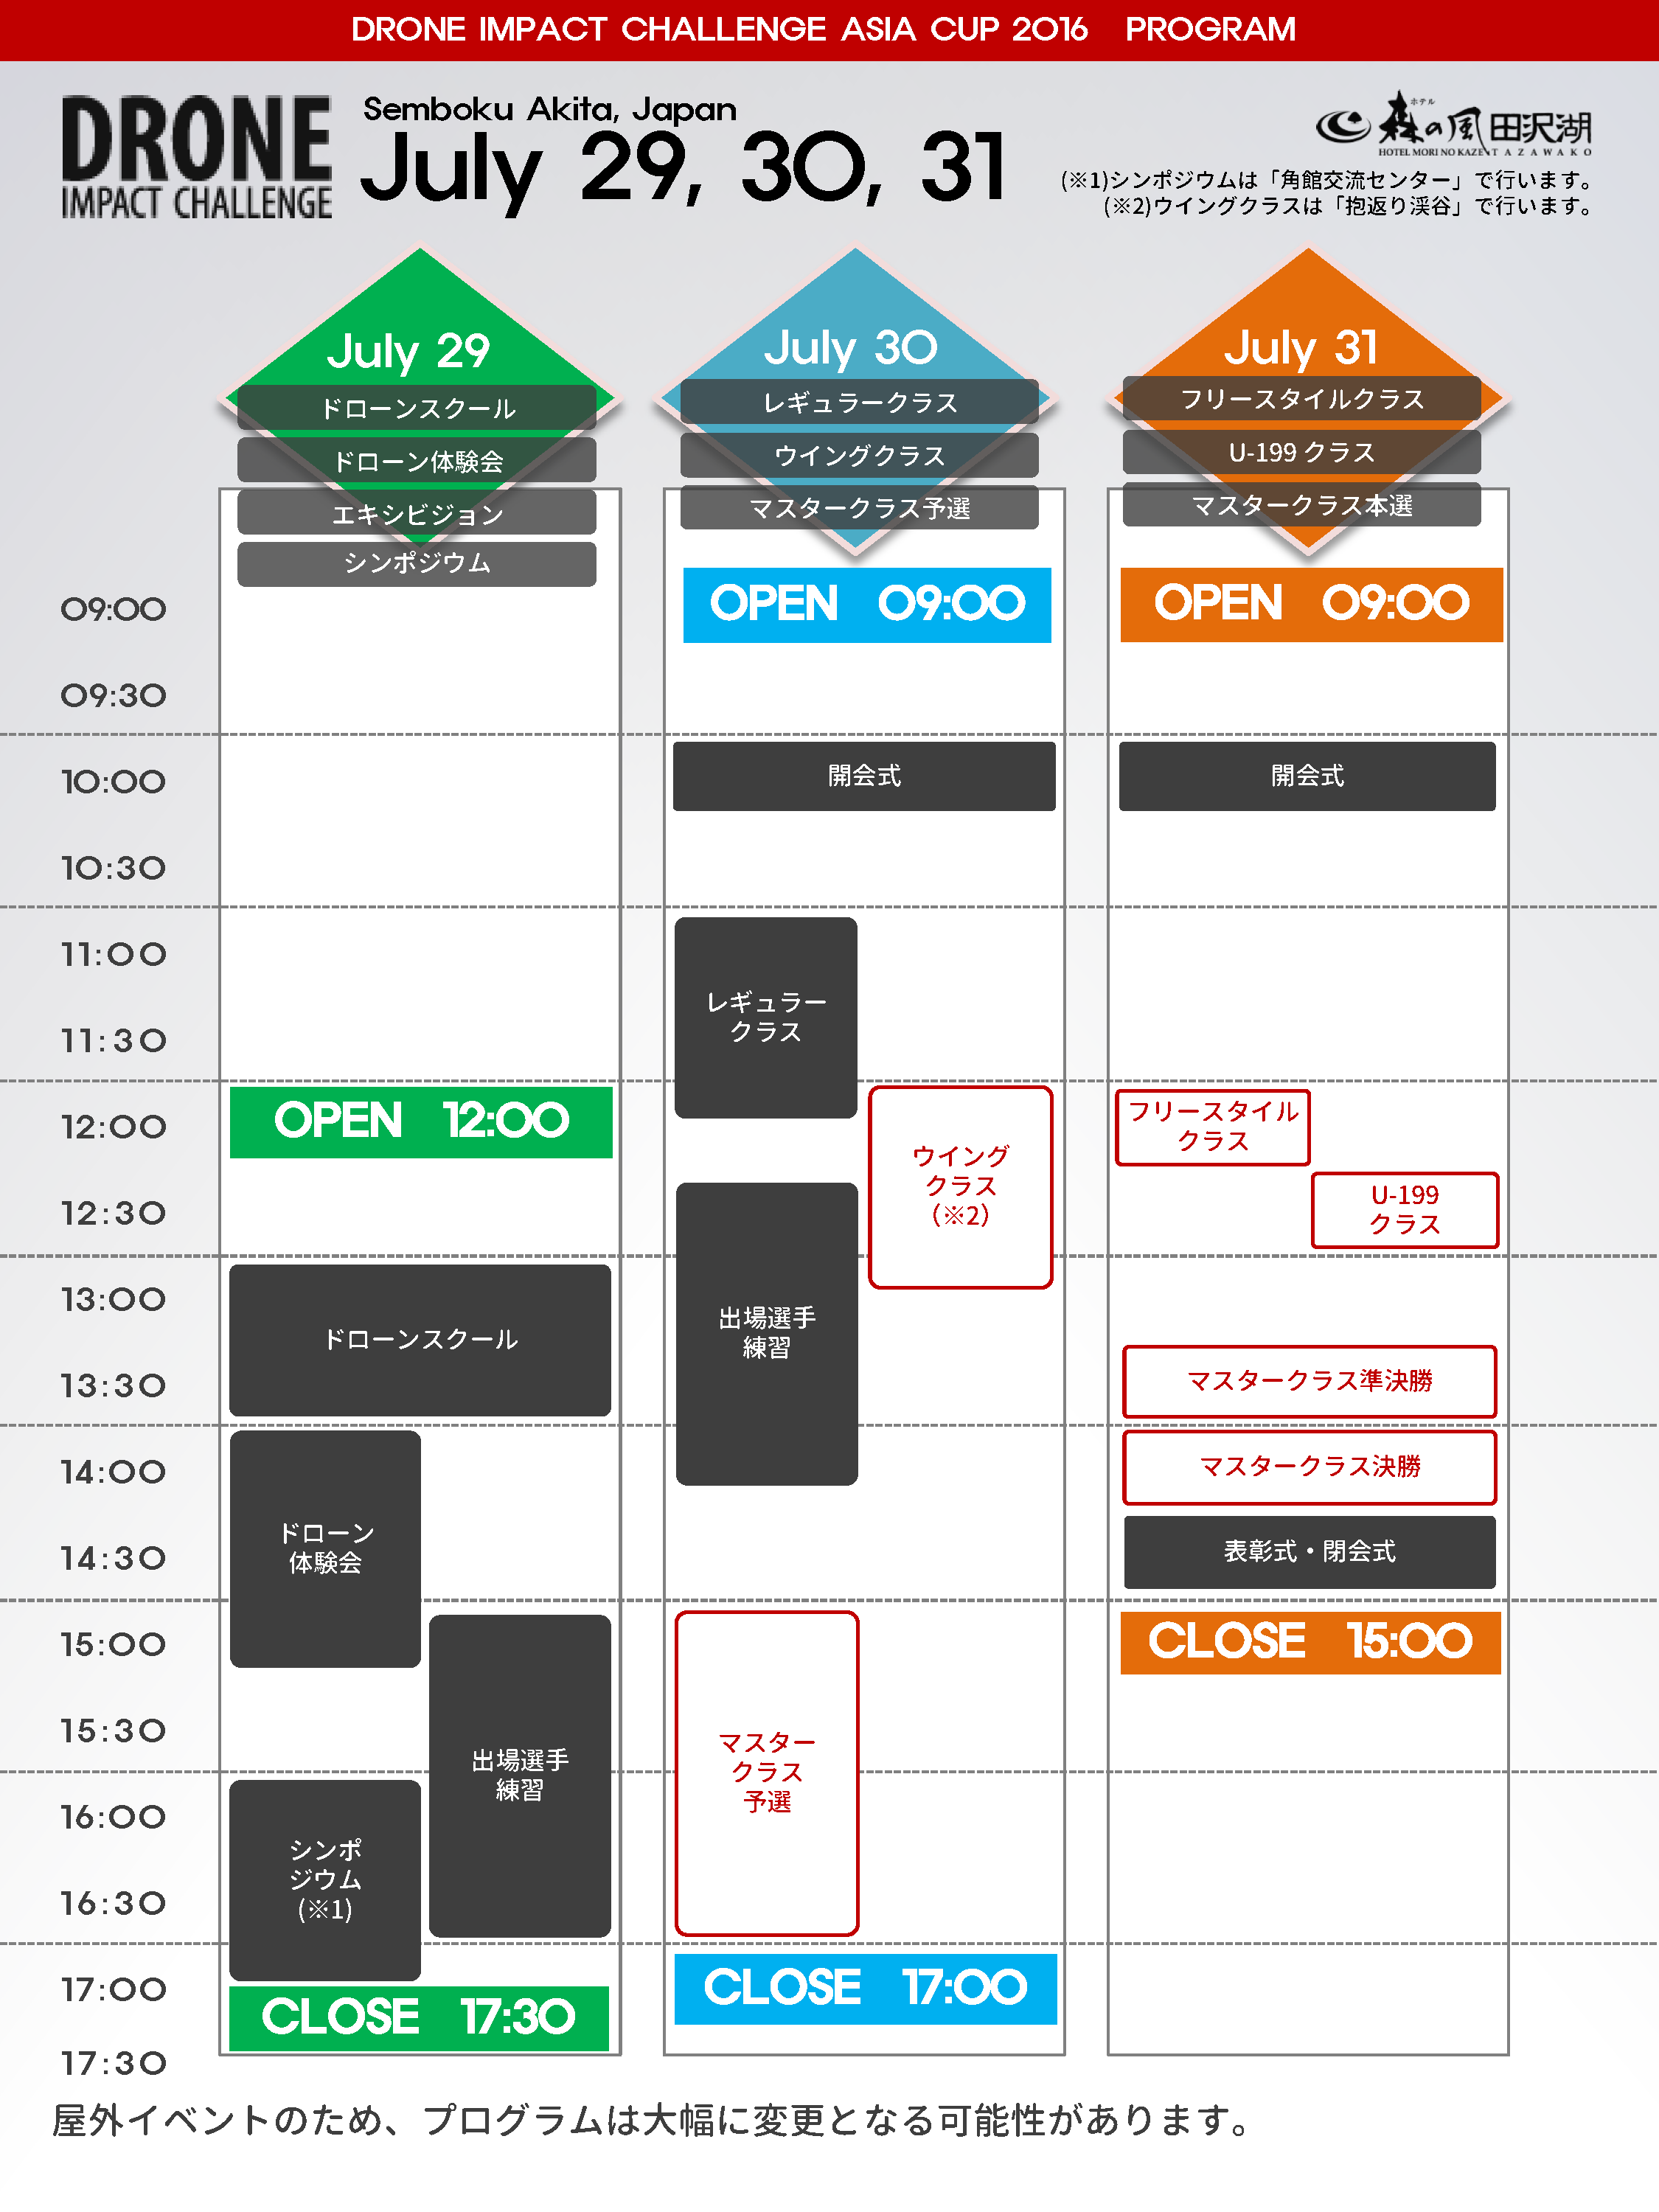 DRONE IMPACT CHALLENGE ASIA CUP 2016 PROGRAM
DRONE
IMPACT CHALLENGE
Semboku Akita, Japan
July 29, 30, 31
ホテル
森の風田沢湖
HOTEL MORI NO KAZE TAZAWAKO
(※1)シンポジウムは「角館交流センター」で行います。
(※2)ウイングクラスは「抱返り渓谷」で行います。
July 29
ドローンスクール
ドローン体験会
エキシビジョン
シンポジウム
July 30
レギュラークラス
ウイングクラス
マスタークラス予選
July 31
フリースタイルクラス
U-199 クラス
マスタークラス本選
09:00
09:30
10:00
10:30
11:00
11:30
12:00
12:30
13:00
13:30
14:00
14:30
15:00
15:30
16:00
16:30
17:00
17:30
OPEN 12:00
ドローンスクール
ドローン
体験会
出場選手
練習
シンポ
ジウム
(※1)
CLOSE 17:30
OPEN 09:00
開会式
レギュラー
クラス
ウイング
クラス
（※2）
出場選手
練習
マスター
クラス
予選
CLOSE 17:00
OPEN 09:00
開会式
フリースタイル
クラス
U-199
クラス
マスタークラス準決勝
マスタークラス決勝
表彰式・閉会式
CLOSE 15:00
屋外イベントのため、プログラムは大幅に変更となる可能性があります。